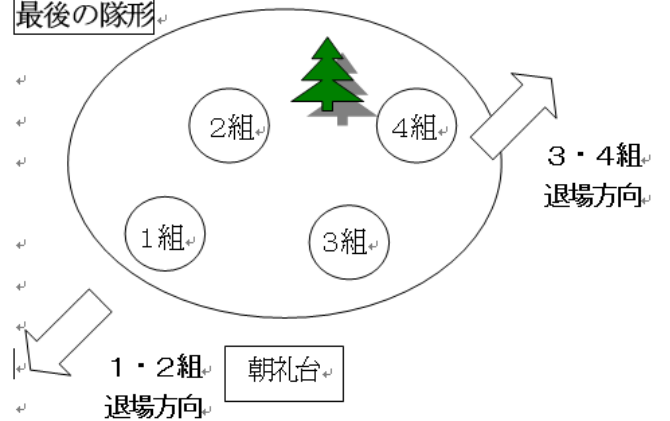 最後の隊形
2組
4組
3・4組
退場方向
1組
3組
1・2組
退場方向
朝礼台